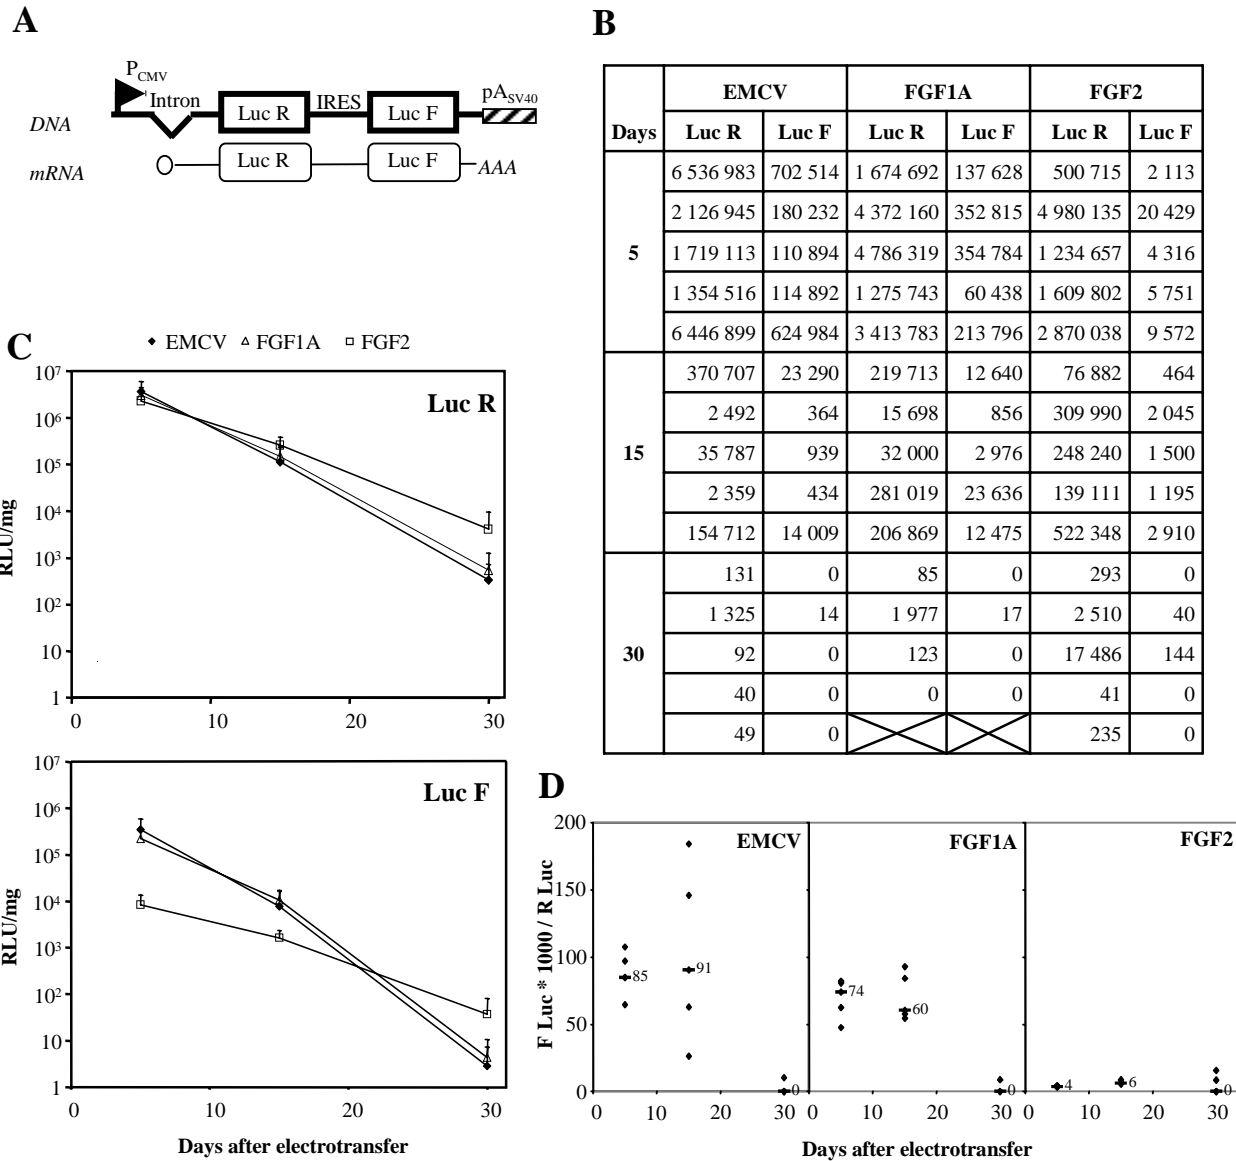 A
P CMV
Intron
Luc R
IRES
Luc F
pA SV40
DNA
mRNA
Luc R
Luc F
AAA
B
Days EMCV FGF1A FGF2
Luc R Luc F Luc R Luc F Luc R Luc F
5
6 536 983 702 514 1 674 692 137 628 500 715 2 113
2 126 945 180 232 4 372 160 352 815 4 980 135 20 429
1 719 113 110 894 4 786 319 354 784 1 234 657 4 316
1 354 516 114 892 1 275 743 60 438 1 609 802 5 751
6 446 899 624 984 3 413 783 213 796 2 870 038 9 572
15
370 707 23 290 219 713 12 640 76 882 464
2 492 364 15 698 856 309 990 2 045
35 787 939 32 000 2 976 248 240 1 500
2 359 434 281 019 23 636 139 111 1 195
154 712 14 009 206 869 12 475 522 348 2 910
30
131 0 85 0 293 0
1 325 14 1 977 17 2 510 40
92 0 123 0 17 486 144
40 0 0 0 41 0
49 0 235 0
C
EMCV FGF1A FGF2
Luc R
RLU/mg
10⁷
10⁶
10⁵
10⁴
10³
10²
10
1
0 10 20 30
Luc F
RLU/mg
10⁷
10⁶
10⁵
10⁴
10³
10²
10
1
0 10 20 30
Days after electrotransfer
D
F Luc * 1000 / R Luc
200
150
100
50
0
EMCV
85
91
0
0 10 20 30
FGF1A
74
60
0
0 10 20 30
FGF2
4
6
0
0 10 20 30
Days after electrotransfer